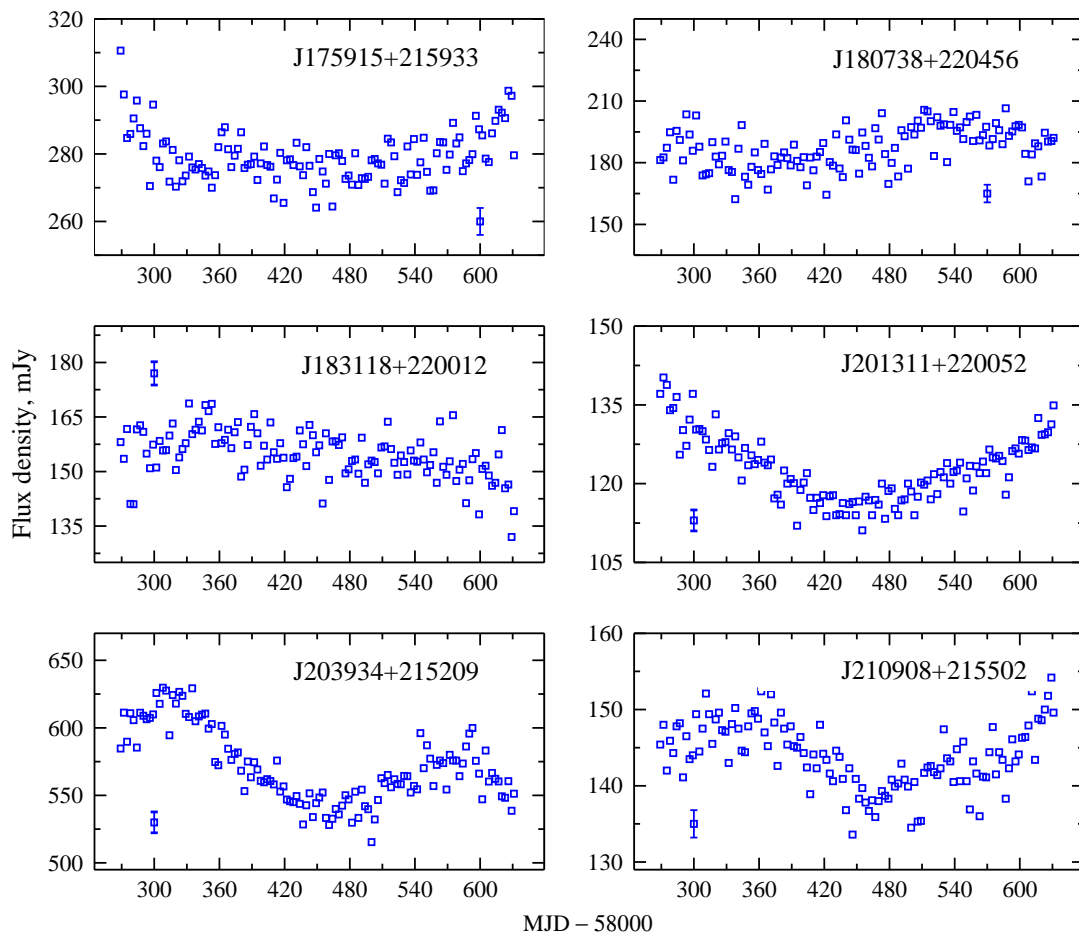 J175915+215933
320
300
280
260
300 360 420 480 540 600
J180738+220456
240
210
180
150
300 360 420 480 540 600
Flux density, mJy
J183118+220012
180
165
150
135
300 360 420 480 540 600
J201311+220052
150
135
120
105
300 360 420 480 540 600
J203934+215209
650
600
550
500
300 360 420 480 540 600
J210908+215502
160
150
140
130
300 360 420 480 540 600
MJD – 58000